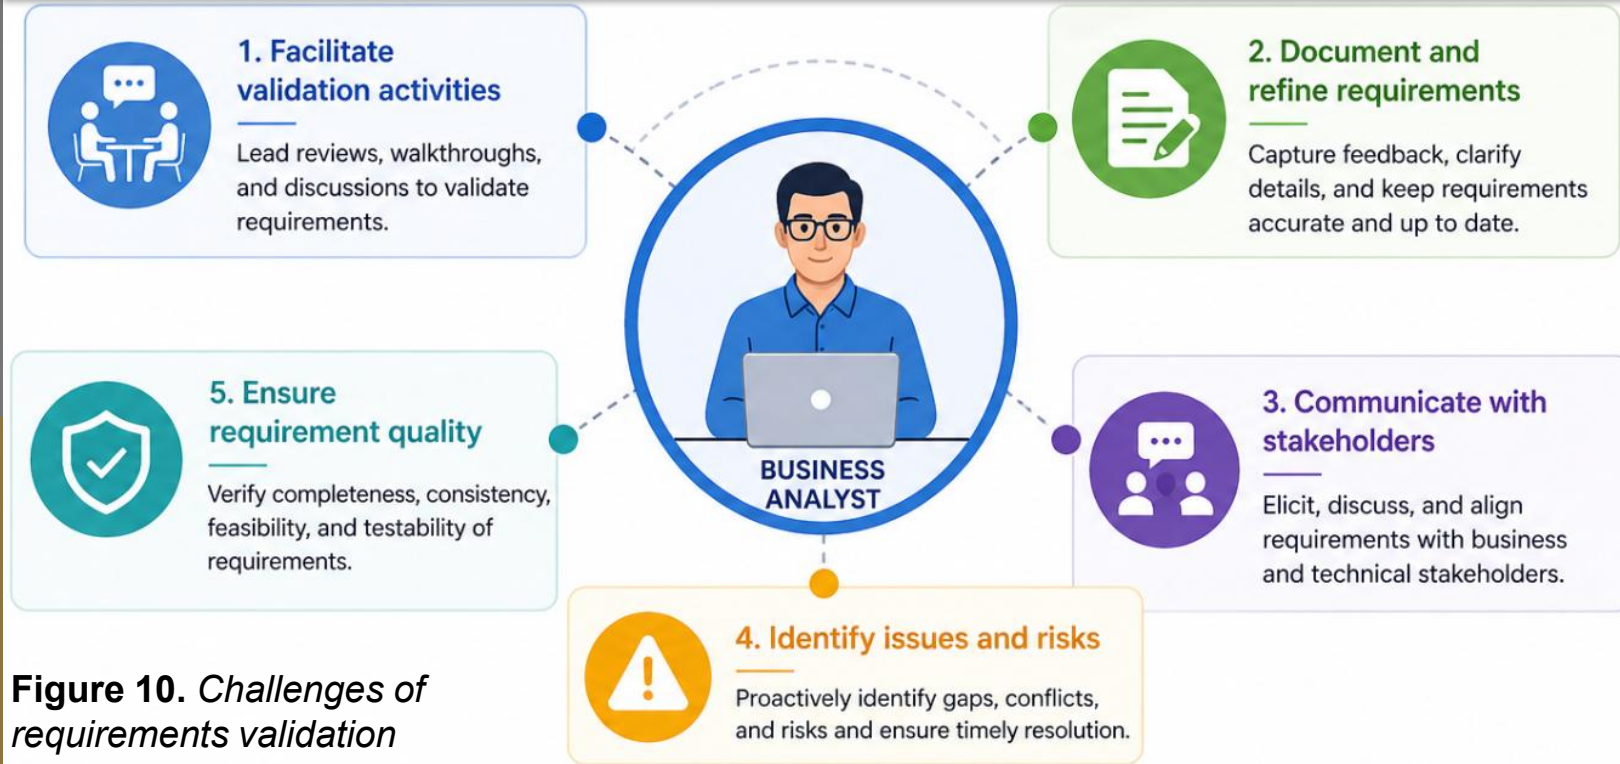 1. Facilitate
validation activities
Lead reviews, walkthroughs,
and discussions to validate
requirements.
2. Document and
refine requirements
Capture feedback, clarify
details, and keep requirements
accurate and up to date.
BUSINESS
ANALYST
3. Communicate with
stakeholders
Elicit, discuss, and align
requirements with business
and technical stakeholders.
4. Identify issues and risks
Proactively identify gaps, conflicts,
and risks and ensure timely resolution.
5. Ensure
requirement quality
Verify completeness, consistency,
feasibility, and testability of
requirements.
Figure 10. Challenges of
requirements validation